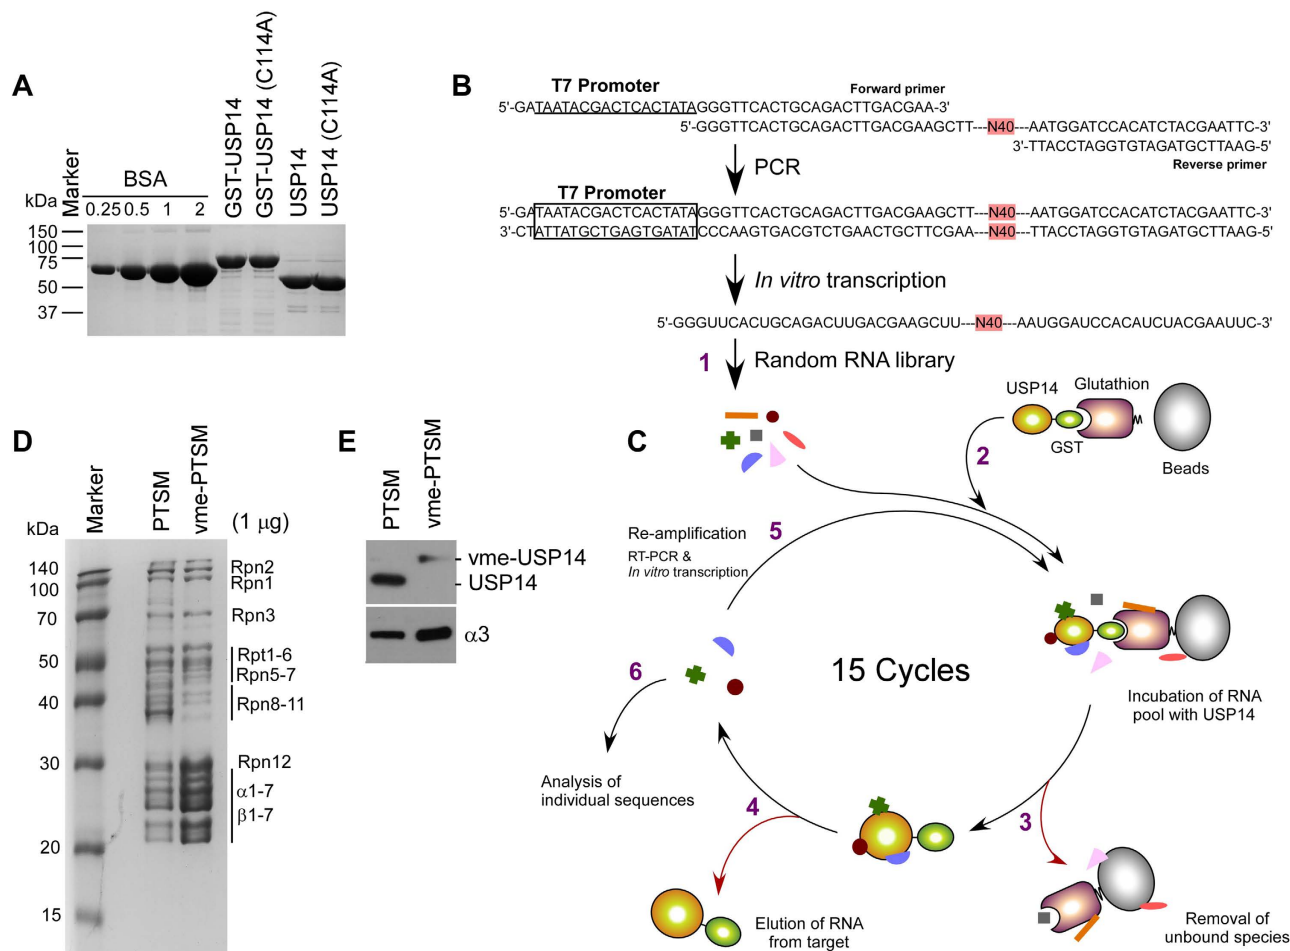 A
Marker
BSA
GST-USP14
GST-USP14 (C114A)
USP14
USP14 (C114A)
kDa
0.25 0.5 1 2
150
100
75
50
37
B
T7 Promoter
Forward primer
5'-GATAATACGACTCACTATAGGGTTCACTGCAGACTTGACGAA-3'
5'-GGGTTCACTGCAGACTTGACGAAGCTT---N40---AATGGATCCACATCTACGAATTC-3'
3'-TTACCTAGGTGTAGATGCTTAAG-5'
Reverse primer
PCR
T7 Promoter
5'-GATAATACGACTCACTATAGGGTTCACTGCAGACTTGACGAAGCTT---N40---AATGGATCCACATCTACGAATTC-3'
3'-CTATTATGCTGAGTGATATCCCAAGTGACGTCTGAACTGCTTCGAA---N40---TTACCTAGGTGTAGATGCTTAAG-5'
In vitro transcription
5'-GGGUUCACUGCAGACUUGACGAAGCUU---N40---AAUGGAUCCACAUCUACGAAUUC-3'
1
Random RNA library
C
USP14
Glutathion
GST
Beads
2
5
Re-amplification
RT-PCR &
In vitro transcription
15 Cycles
Incubation of RNA
pool with USP14
6
Analysis of
individual sequences
4
3
Elution of RNA
from target
Removal of
unbound species
D
Marker
PTSM
vme-PTSM
(1 µg)
kDa
140
100
70
50
40
30
20
15
Rpn2
Rpn1
Rpn3
Rpt1-6
Rpn5-7
Rpn8-11
Rpn12
α1-7
β1-7
E
PTSM
vme-PTSM
vme-USP14
USP14
α3